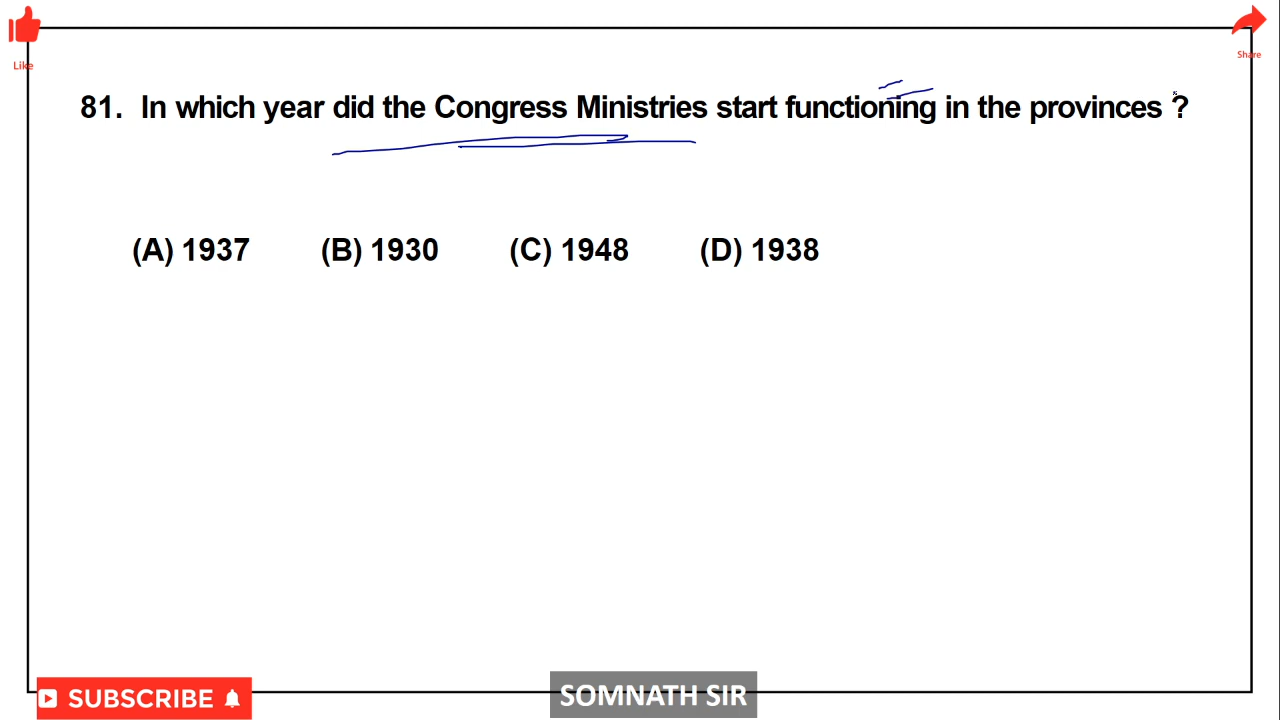 Like
Share
81. In which year did the Congress Ministries start functioning in the provinces ?
(A) 1937 (B) 1930 (C) 1948 (D) 1938
SUBSCRIBE
SOMNATH SIR